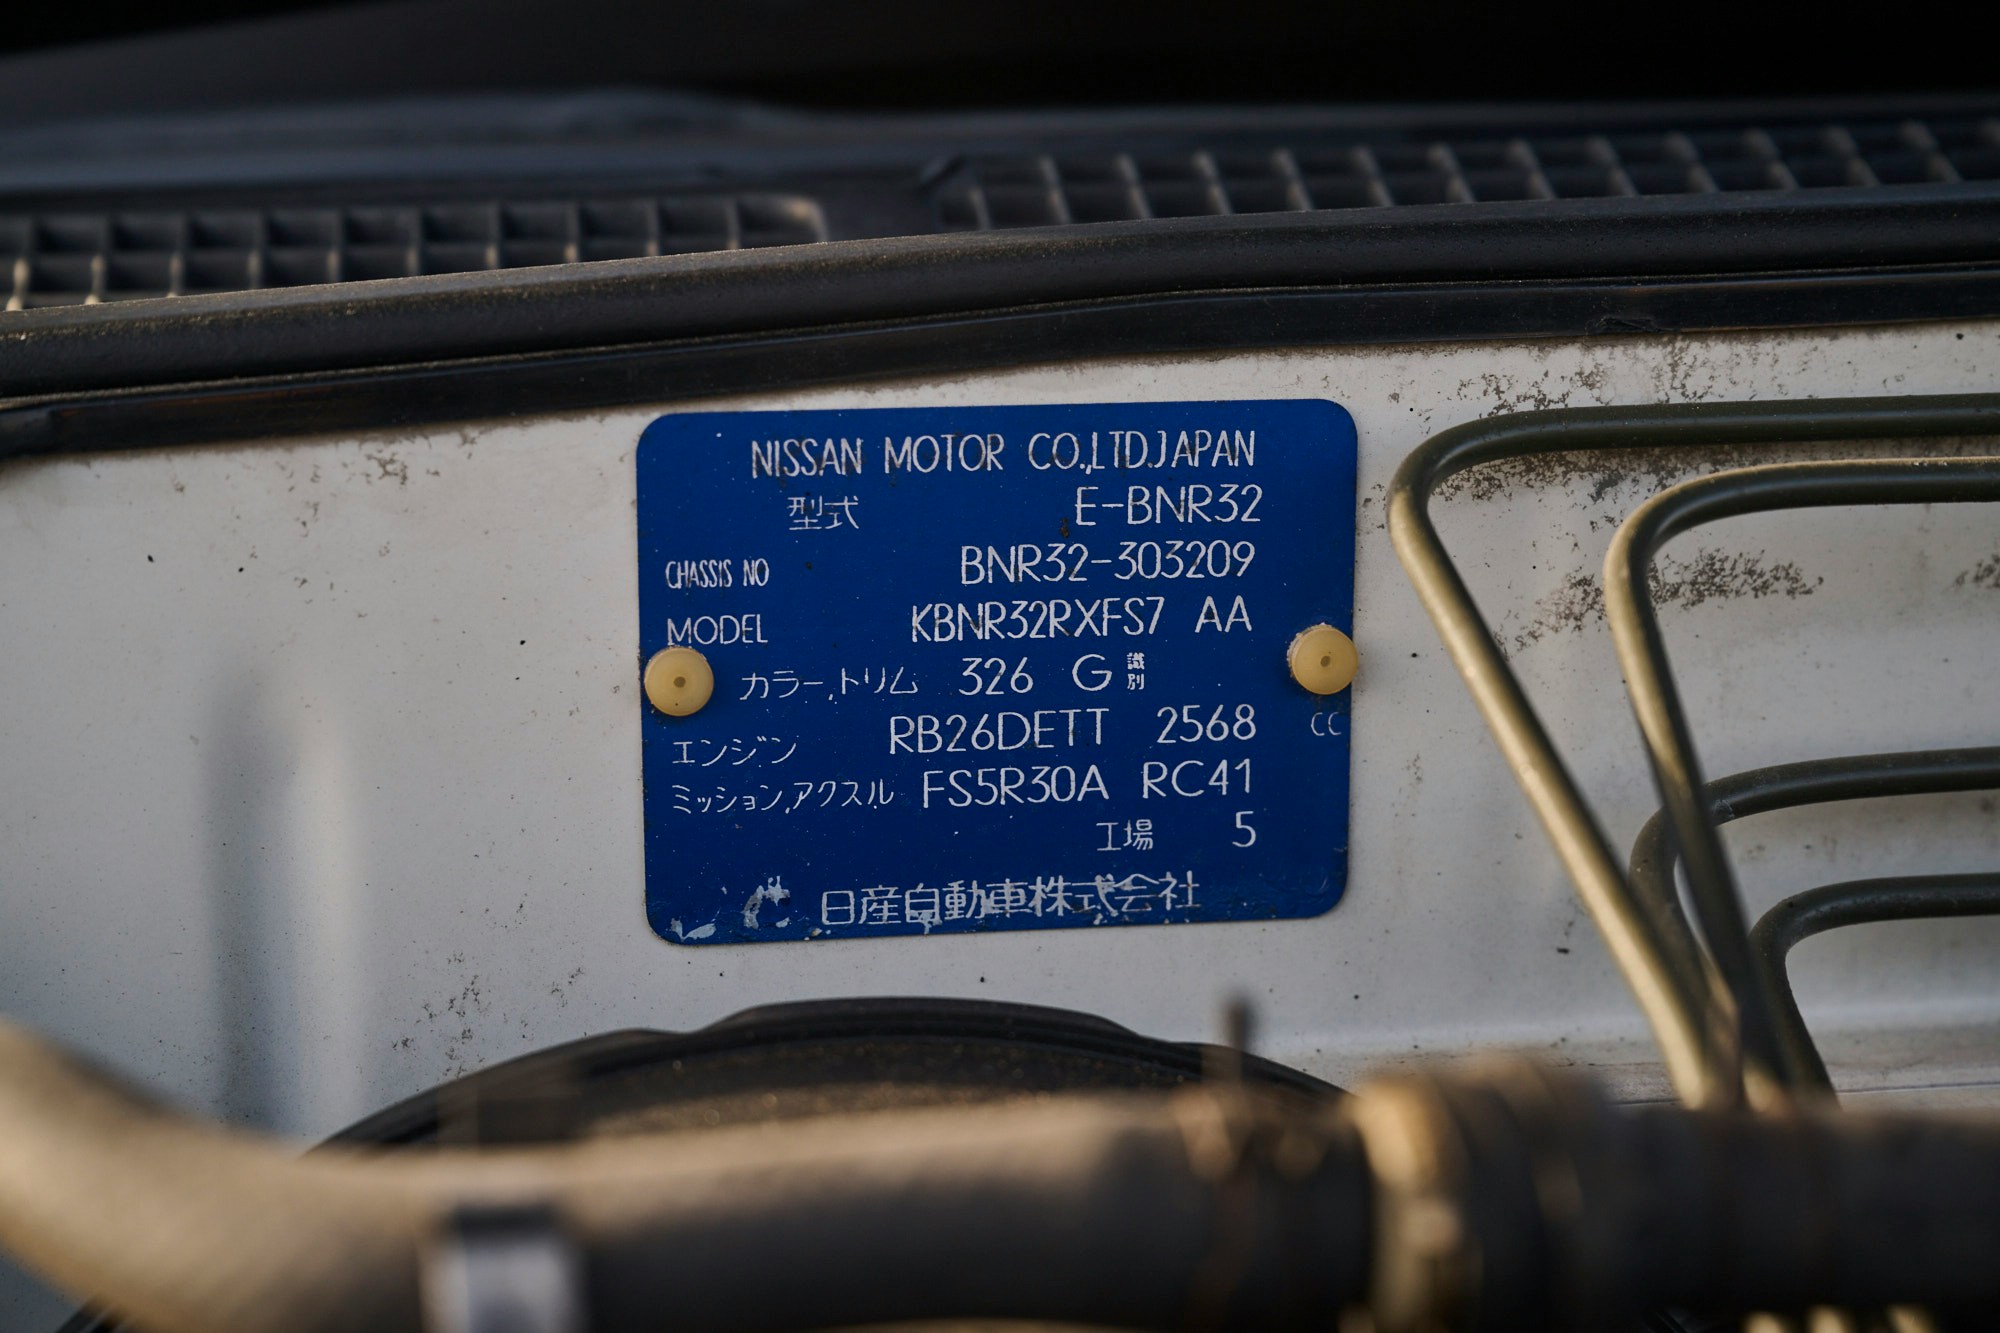 NISSAN MOTOR CO.,LTD.JAPAN
型式 E-BNR32
CHASSIS NO BNR32-303209
MODEL KBNR32RXFS7 AA
カラー,トリム 326 G 識別
エンジン RB26DETT 2568 CC
ミッション,アクスル FS5R30A RC41
工場 5
日産自動車株式会社